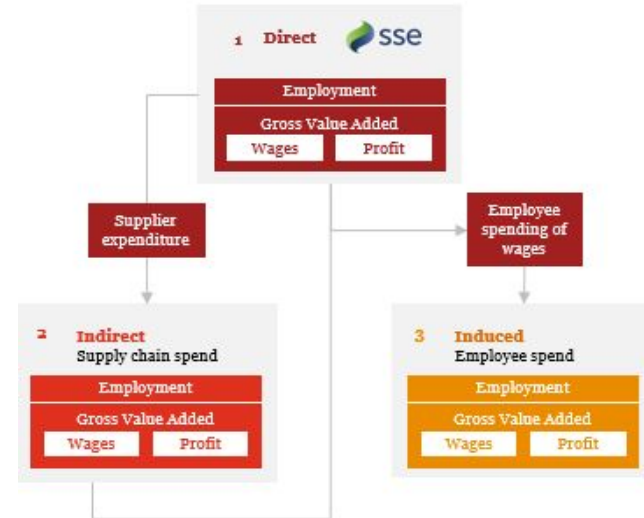 1 Direct sse
Employment
Gross Value Added
Wages Profit
Supplier
expenditure
Employee
spending of
wages
2 Indirect
Supply chain spend
Employment
Gross Value Added
Wages Profit
3 Induced
Employee spend
Employment
Gross Value Added
Wages Profit